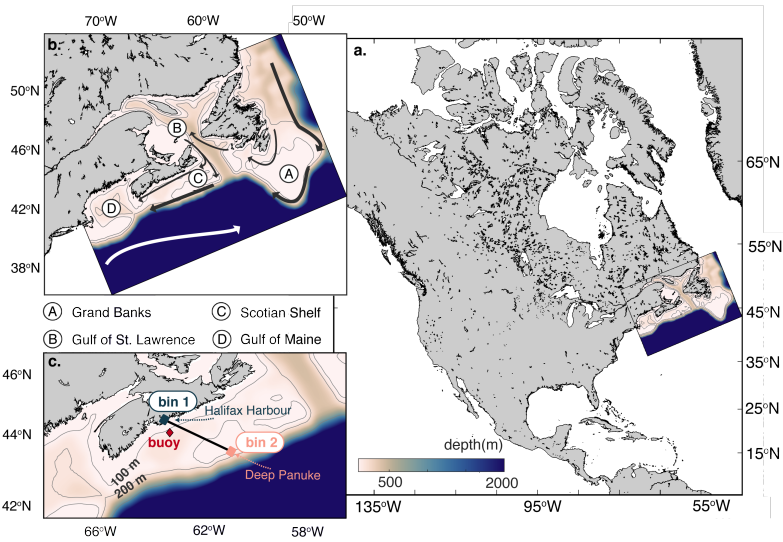 70°W 60°W 50°W
b.
a.
50°N
46°N
42°N
38°N
B
A
C
D
65°N
55°N
45°N
35°N
25°N
15°N
A Grand Banks
C Scotian Shelf
B Gulf of St. Lawrence
D Gulf of Maine
c.
46°N
44°N
42°N
bin 1
Halifax Harbour
buoy
bin 2
Deep Panuke
100 m
200 m
66°W 62°W 58°W
depth(m)
500 2000
135°W 95°W 55°W